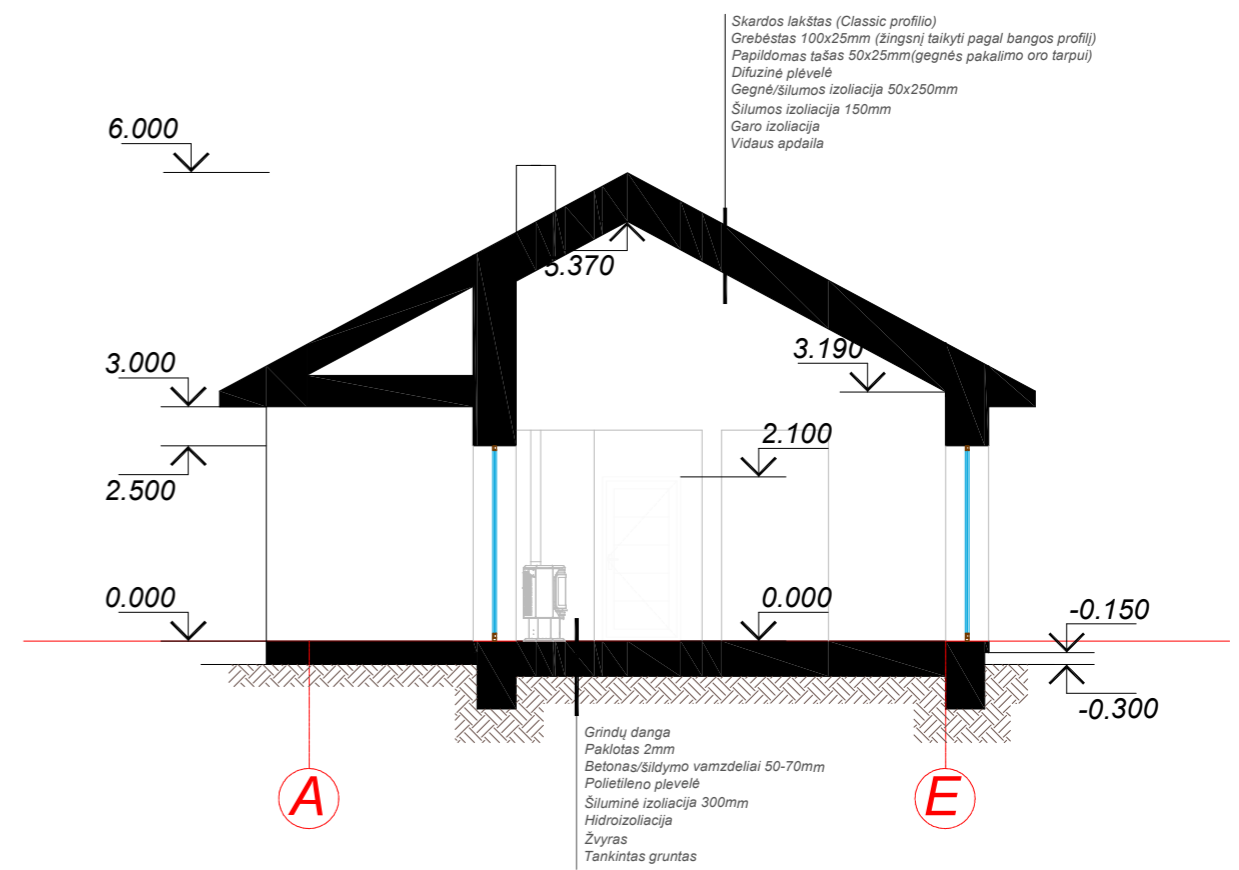 Skardos lakštas (Classic profilio)
Grebėstas 100x25mm (žingsnį taikyti pagal bangos profilį)
Papildomas tašas 50x25mm(gegnės pakalimo oro tarpui)
Difuzinė plėvelė
Gegnė/šilumos izoliacija 50x250mm
Šilumos izoliacija 150mm
Garo izoliacija
Vidaus apdaila
6.000
5.370
3.000
3.190
2.100
2.500
0.000
0.000
-0.150
-0.300
Grindų danga
Paklotas 2mm
Betonas/šildymo vamzdeliai 50-70mm
Polietileno plevelė
Šiluminė izoliacija 300mm
Hidroizoliacija
Žvyras
Tankintas gruntas
A
E